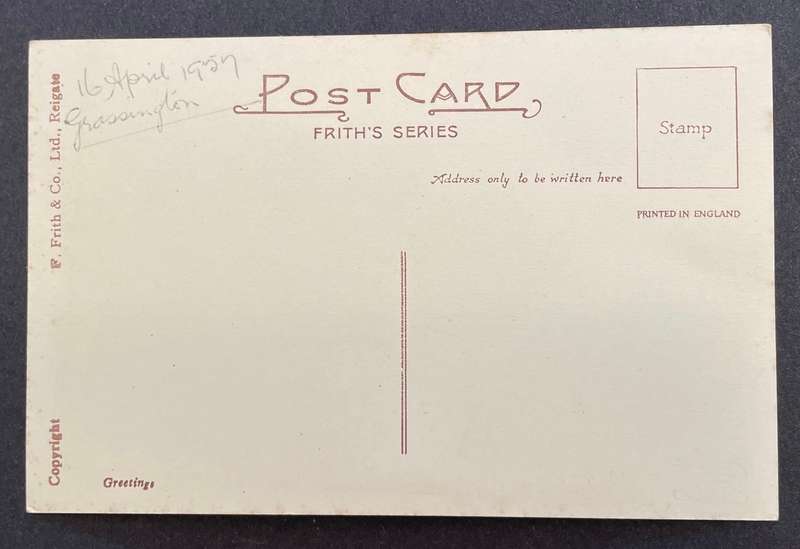 16 April 1937
Grassington
POST CARD
FRITH'S SERIES
Stamp
Address only to be written here
PRINTED IN ENGLAND
F. Frith & Co., Ltd., Reigate
Copyright
Greetings